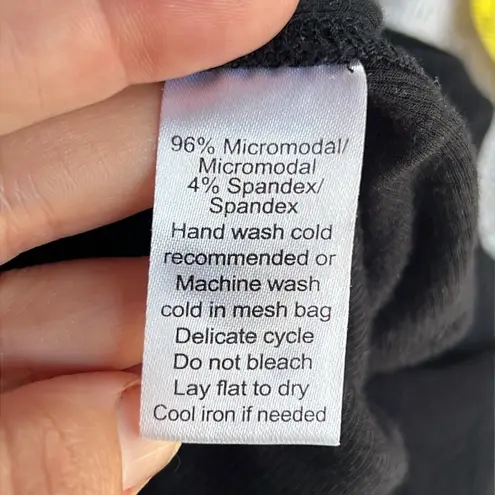 96% Micromodal/
Micromodal
4% Spandex/
Spandex
Hand wash cold
recommended or
Machine wash
cold in mesh bag
Delicate cycle
Do not bleach
Lay flat to dry
Cool iron if needed